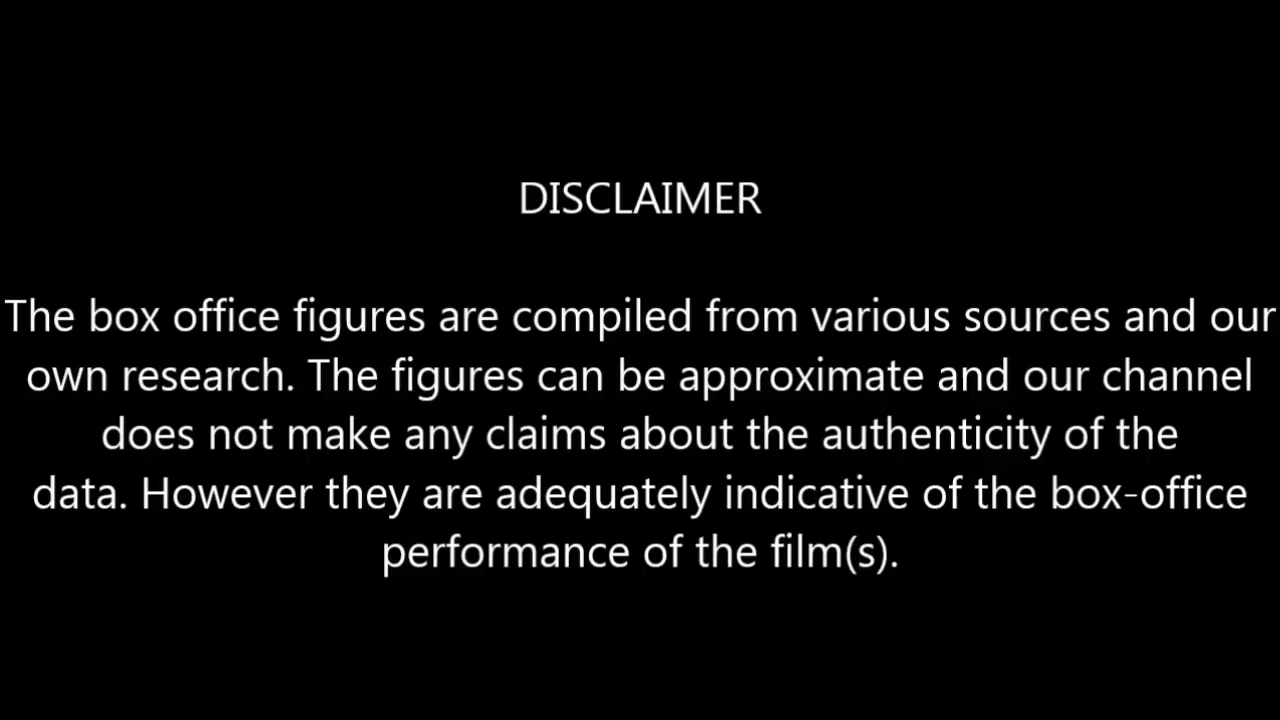 DISCLAIMER
The box office figures are compiled from various sources and our
own research. The figures can be approximate and our channel
does not make any claims about the authenticity of the
data. However they are adequately indicative of the box-office
performance of the film(s).